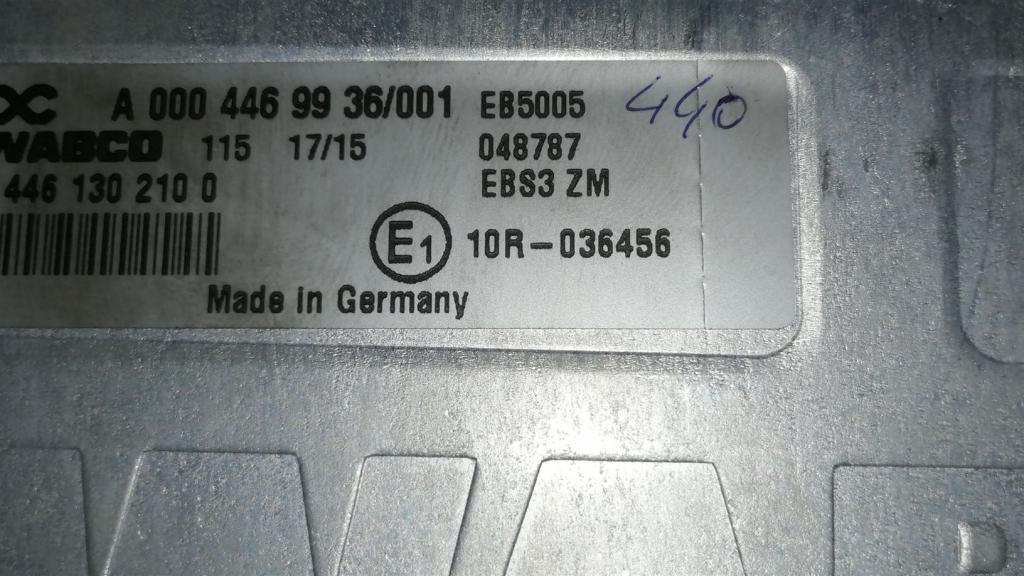 A 000 446 99 36/001 EB5005 440
WABCO 115 17/15 048787
446 130 210 0 EBS3 ZM
E1 10R-036456
Made in Germany